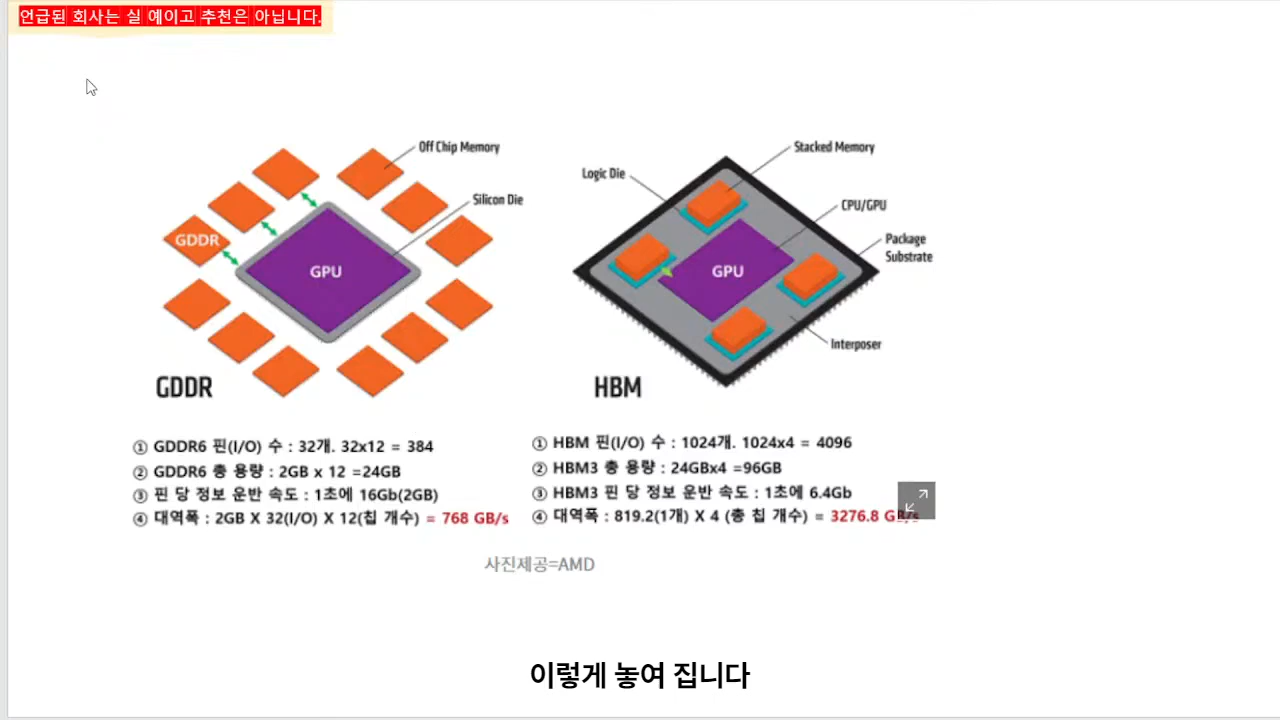 언급된 회사는 실 예이고 추천은 아닙니다.
Off Chip Memory
Silicon Die
GDDR
GPU
GDDR
Stacked Memory
Logic Die
CPU/GPU
Package
Substrate
GPU
Interposer
HBM
① GDDR6 핀(I/O) 수 : 32개. 32x12 = 384
② GDDR6 총 용량 : 2GB x 12 =24GB
③ 핀 당 정보 운반 속도 : 1초에 16Gb(2GB)
④ 대역폭 : 2GB X 32(I/O) X 12(칩 개수) = 768 GB/s
① HBM 핀(I/O) 수 : 1024개. 1024x4 = 4096
② HBM3 총 용량 : 24GBx4 =96GB
③ HBM3 핀 당 정보 운반 속도 : 1초에 6.4Gb
④ 대역폭 : 819.2(1개) X 4 (총 칩 개수) = 3276.8 GB/s
사진제공=AMD
이렇게 놓여 집니다